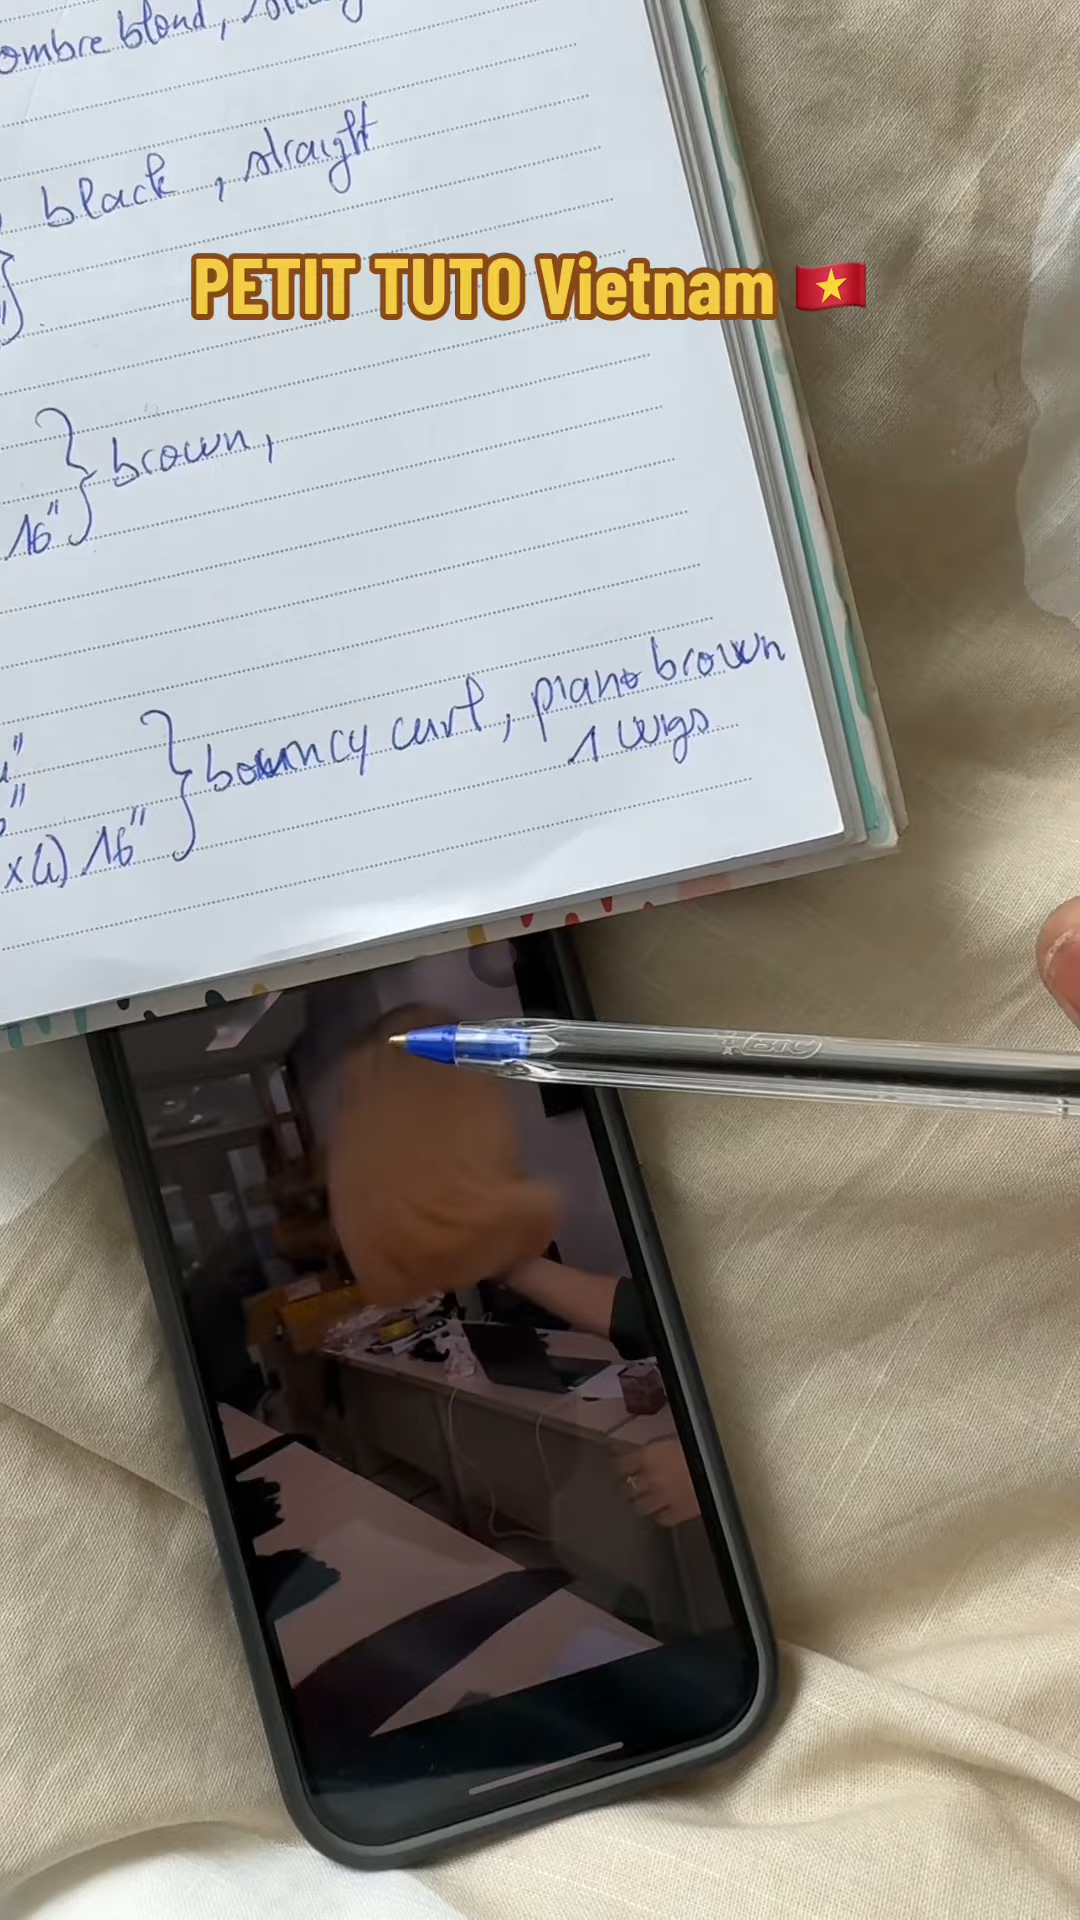 ombre blond,
black, straight
PETIT TUTO Vietnam
} brown,
16"
} bouncy curl, piano brown
1 wigs
x4) 16"
BIC